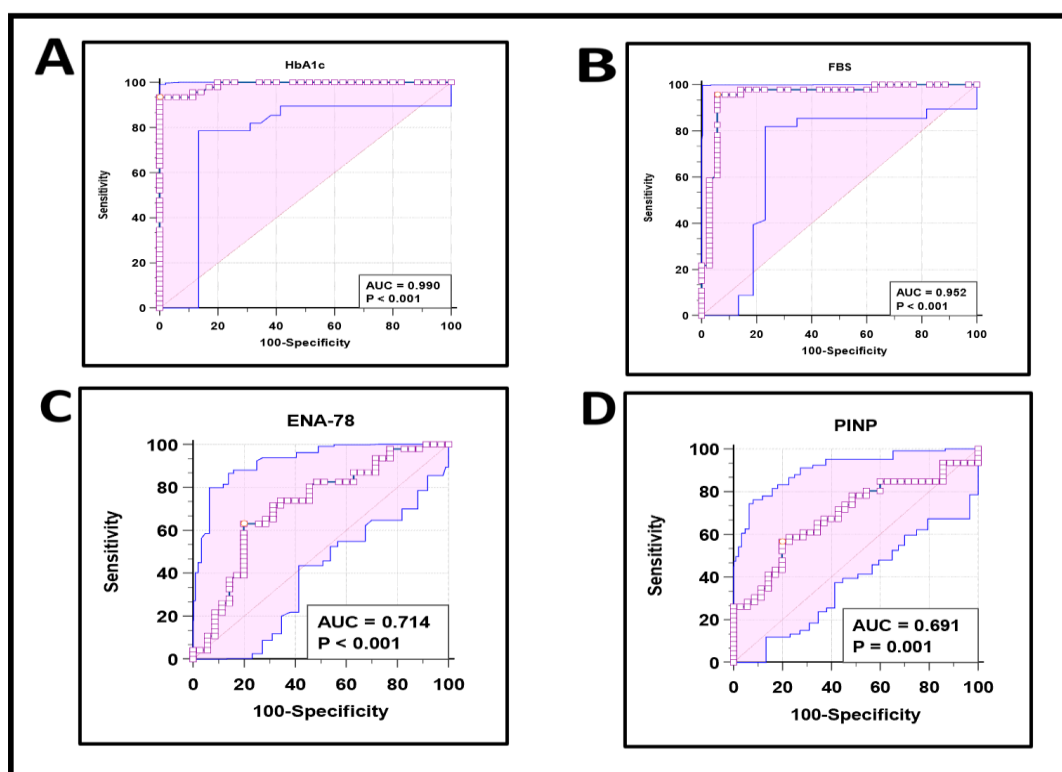 A
HbA1c
100
80
60
40
20
0
Sensitivity
AUC = 0.990
P < 0.001
0 20 40 60 80 100
100-Specificity
B
FBS
100
80
60
40
20
0
Sensitivity
AUC = 0.952
P < 0.001
0 20 40 60 80 100
100-Specificity
C
ENA-78
100
80
60
40
20
0
Sensitivity
AUC = 0.714
P < 0.001
0 20 40 60 80 100
100-Specificity
D
PINP
100
80
60
40
20
0
Sensitivity
AUC = 0.691
P = 0.001
0 20 40 60 80 100
100-Specificity